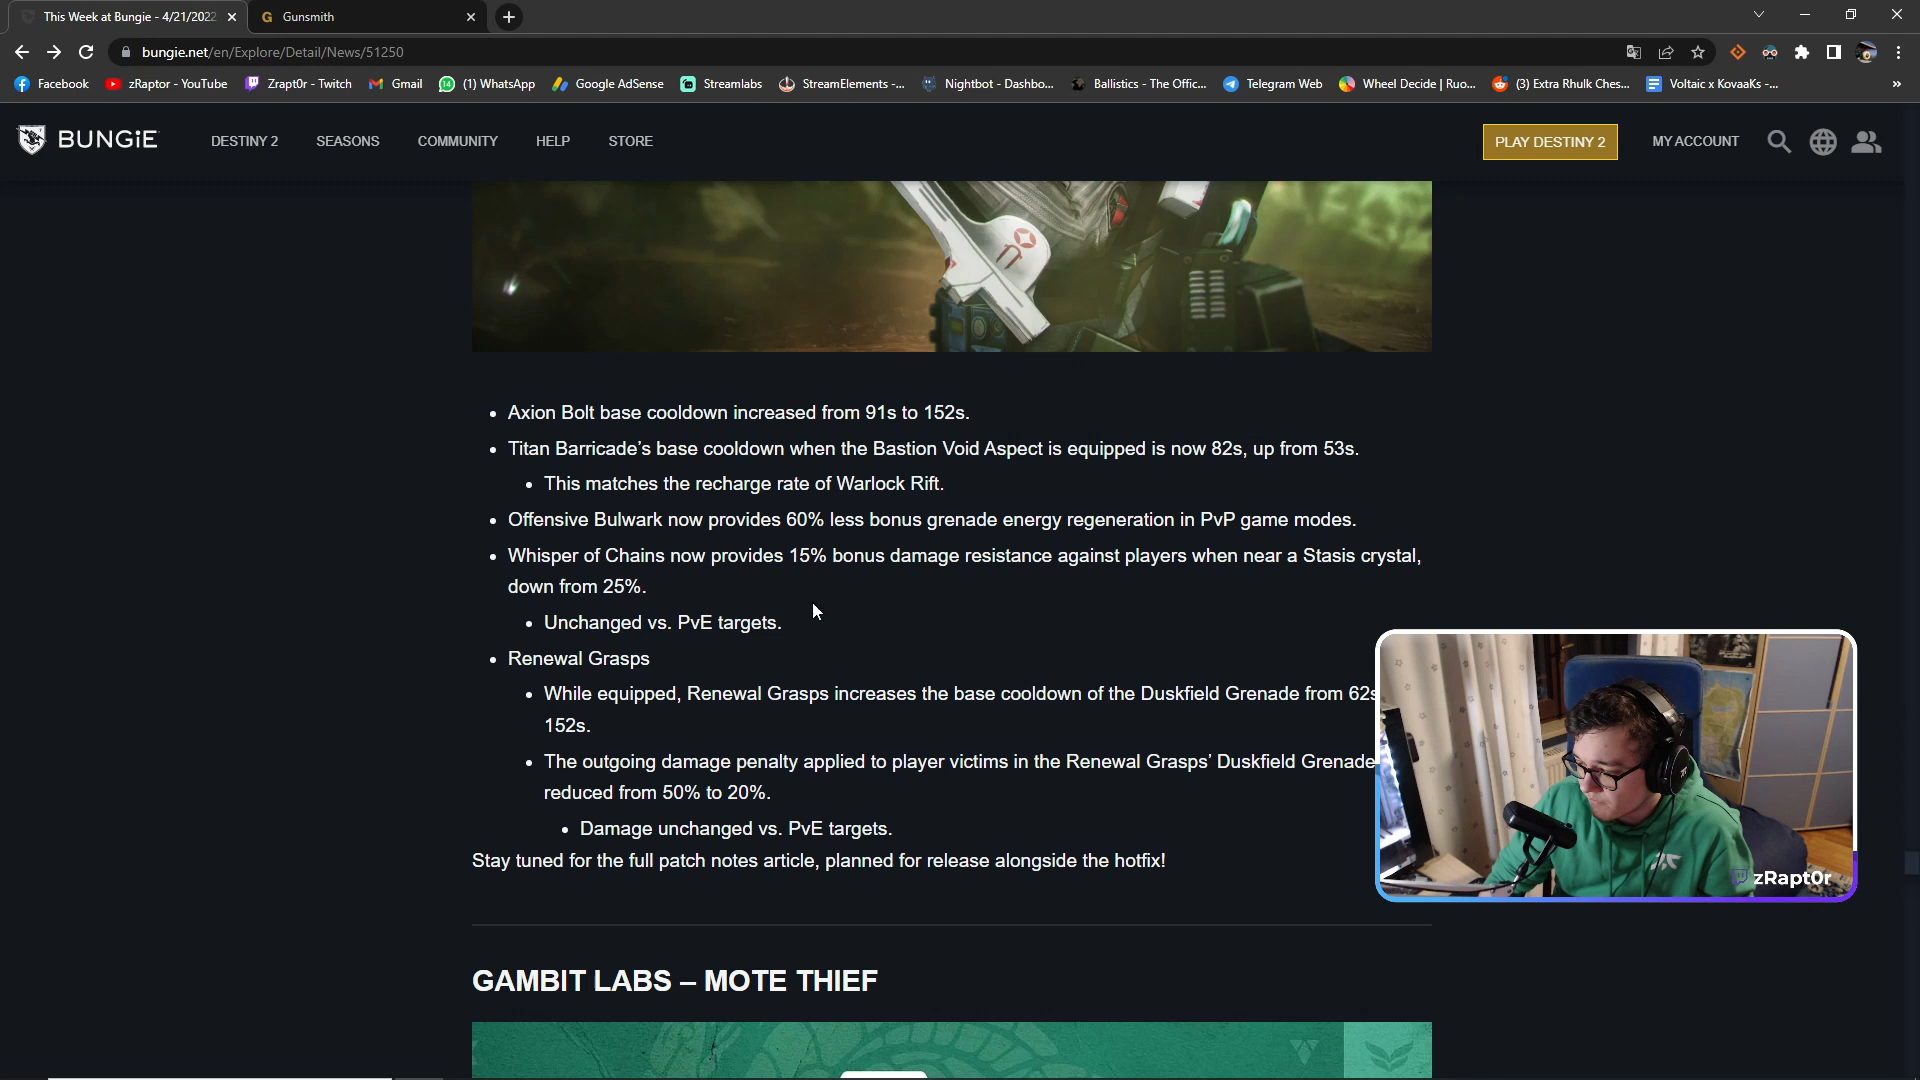 This Week at Bungie - 4/21/2022
G Gunsmith
bungie.net/en/Explore/Detail/News/51250
Facebook
zRaptor - YouTube
Zrapt0r - Twitch
Gmail
(1) WhatsApp
Google AdSense
Streamlabs
StreamElements -...
Nightbot - Dashbo...
Ballistics - The Offic...
Telegram Web
Wheel Decide | Ruo...
(3) Extra Rhulk Ches...
Voltaic x KovaaKs -...
»
BUNGiE
DESTINY 2
SEASONS
COMMUNITY
HELP
STORE
PLAY DESTINY 2
MY ACCOUNT
• Axion Bolt base cooldown increased from 91s to 152s.
• Titan Barricade’s base cooldown when the Bastion Void Aspect is equipped is now 82s, up from 53s.
• This matches the recharge rate of Warlock Rift.
• Offensive Bulwark now provides 60% less bonus grenade energy regeneration in PvP game modes.
• Whisper of Chains now provides 15% bonus damage resistance against players when near a Stasis crystal,
down from 25%.
• Unchanged vs. PvE targets.
• Renewal Grasps
• While equipped, Renewal Grasps increases the base cooldown of the Duskfield Grenade from 62s
152s.
• The outgoing damage penalty applied to player victims in the Renewal Grasps’ Duskfield Grenade
reduced from 50% to 20%.
• Damage unchanged vs. PvE targets.
Stay tuned for the full patch notes article, planned for release alongside the hotfix!
zRapt0r
GAMBIT LABS – MOTE THIEF